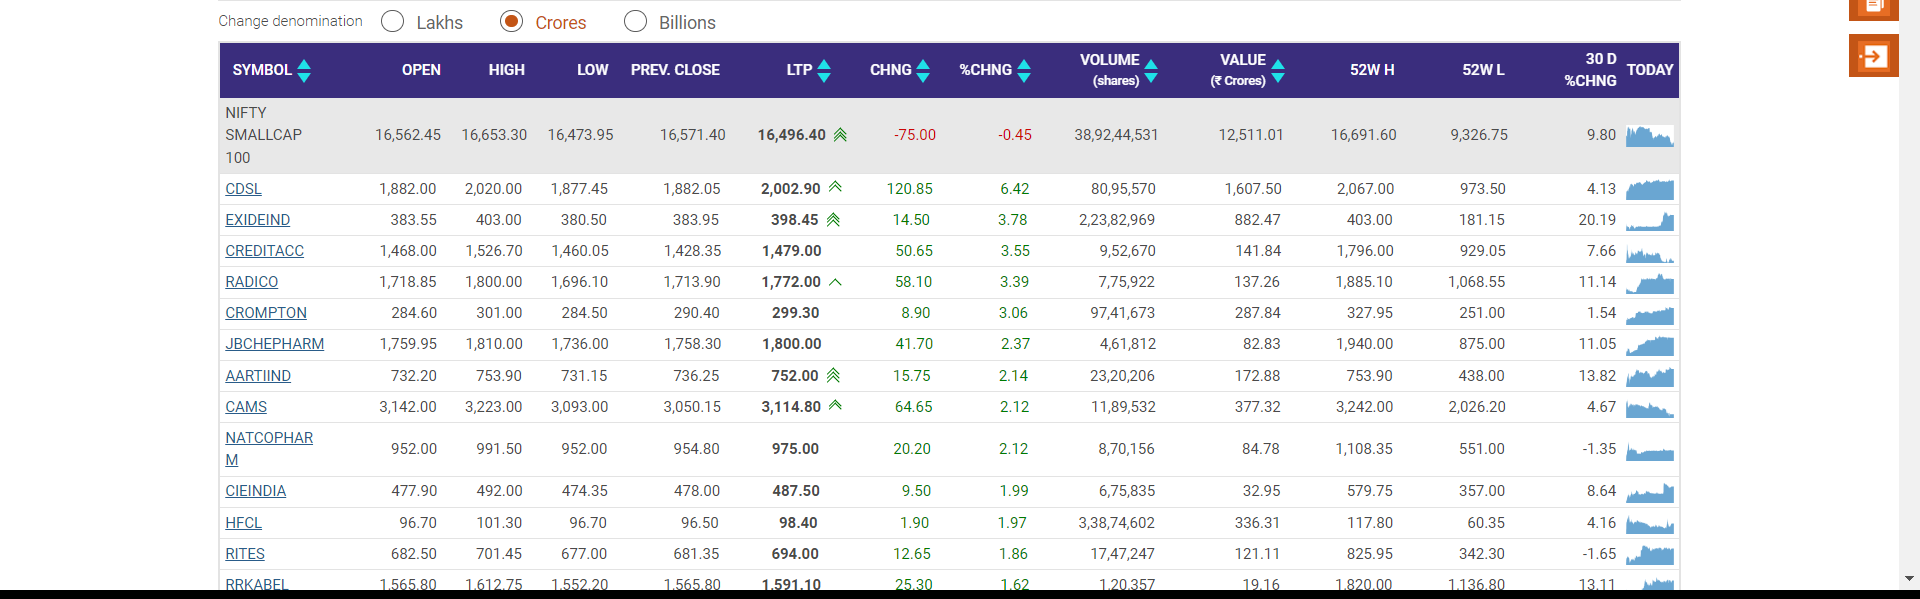 Change denomination Lakhs Crores Billions
SYMBOL OPEN HIGH LOW PREV. CLOSE LTP CHNG %CHNG VOLUME (shares) VALUE (₹ Crores) 52W H 52W L 30 D %CHNG TODAY
NIFTY SMALLCAP 100 16,562.45 16,653.30 16,473.95 16,571.40 16,496.40 -75.00 -0.45 38,92,44,531 12,511.01 16,691.60 9,326.75 9.80
CDSL 1,882.00 2,020.00 1,877.45 1,882.05 2,002.90 120.85 6.42 80,95,570 1,607.50 2,067.00 973.50 4.13
EXIDEIND 383.55 403.00 380.50 383.95 398.45 14.50 3.78 2,23,82,969 882.47 403.00 181.15 20.19
CREDITACC 1,468.00 1,526.70 1,460.05 1,428.35 1,479.00 50.65 3.55 9,52,670 141.84 1,796.00 929.05 7.66
RADICO 1,718.85 1,800.00 1,696.10 1,713.90 1,772.00 58.10 3.39 7,75,922 137.26 1,885.10 1,068.55 11.14
CROMPTON 284.60 301.00 284.50 290.40 299.30 8.90 3.06 97,41,673 287.84 327.95 251.00 1.54
JBCHEPHARM 1,759.95 1,810.00 1,736.00 1,758.30 1,800.00 41.70 2.37 4,61,812 82.83 1,940.00 875.00 11.05
AARTIIND 732.20 753.90 731.15 736.25 752.00 15.75 2.14 23,20,206 172.88 753.90 438.00 13.82
CAMS 3,142.00 3,223.00 3,093.00 3,050.15 3,114.80 64.65 2.12 11,89,532 377.32 3,242.00 2,026.20 4.67
NATCOPHARM 952.00 991.50 952.00 954.80 975.00 20.20 2.12 8,70,156 84.78 1,108.35 551.00 -1.35
CIEINDIA 477.90 492.00 474.35 478.00 487.50 9.50 1.99 6,75,835 32.95 579.75 357.00 8.64
HFCL 96.70 101.30 96.70 96.50 98.40 1.90 1.97 3,38,74,602 336.31 117.80 60.35 4.16
RITES 682.50 701.45 677.00 681.35 694.00 12.65 1.86 17,47,247 121.11 825.95 342.30 -1.65
RRKABEL 1,565.80 1,612.75 1,552.20 1,565.80 1,591.10 25.30 1.62 1,20,357 19.16 1,820.00 1,136.80 13.11